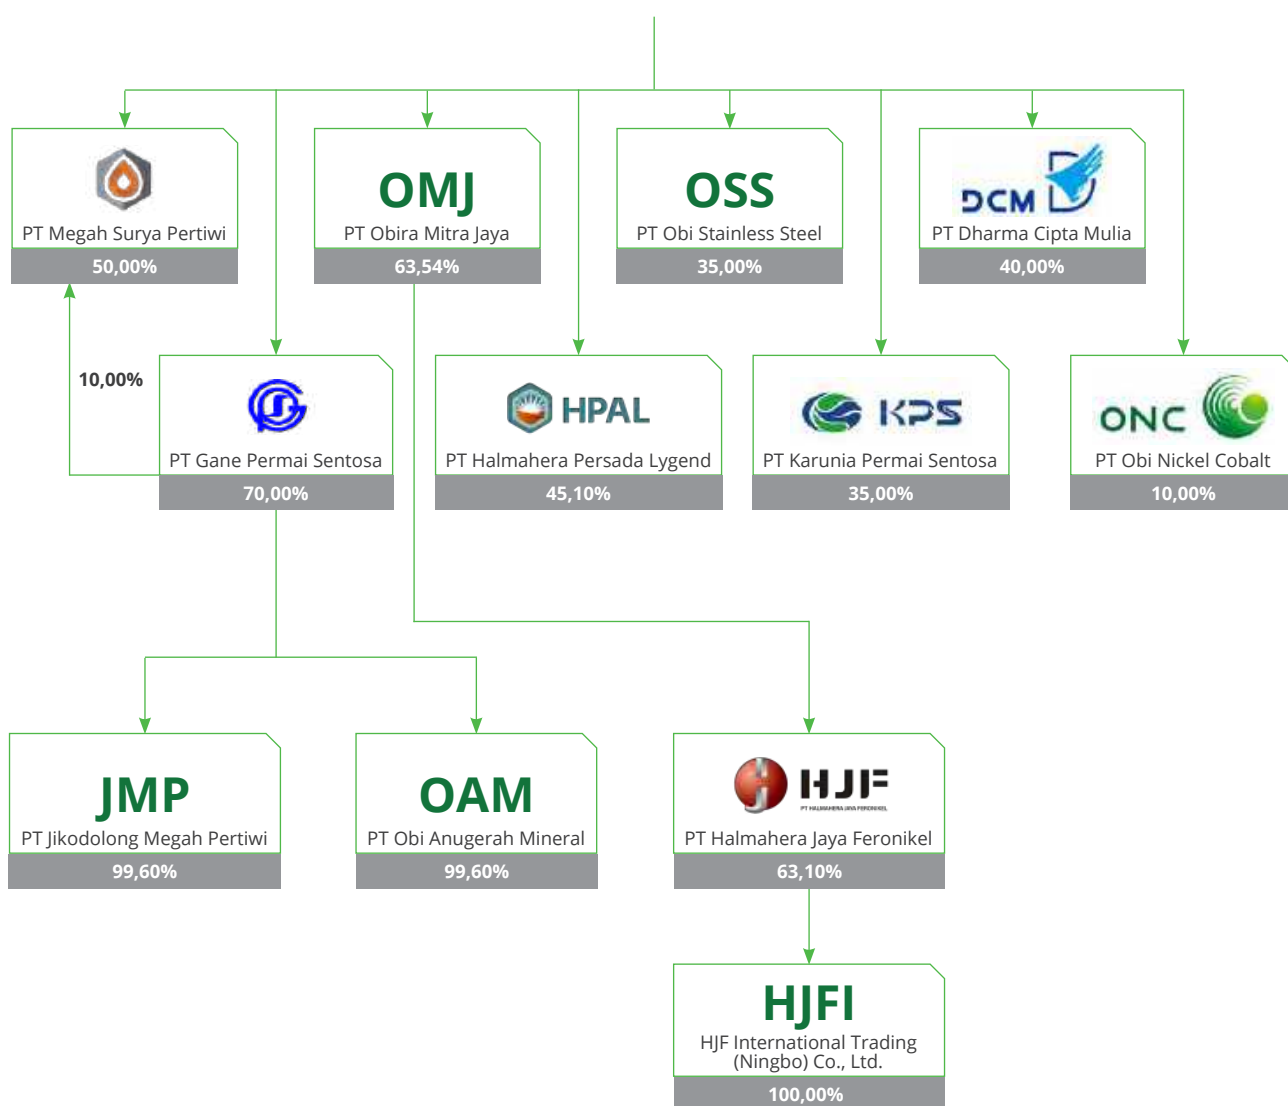 OMJ
OSS
DCM
PT Megah Surya Pertiwi
PT Obira Mitra Jaya
PT Obi Stainless Steel
PT Dharma Cipta Mulia
50,00%
63,54%
35,00%
40,00%
10,00%
HPAL
KPS
ONC
PT Gane Permai Sentosa
PT Halmahera Persada Lygend
PT Karunia Permai Sentosa
PT Obi Nickel Cobalt
70,00%
45,10%
35,00%
10,00%
JMP
OAM
HJF
PT HALMAHERA JAYA FERONIKEL
PT Jikodolong Megah Pertiwi
PT Obi Anugerah Mineral
PT Halmahera Jaya Feronikel
99,60%
99,60%
63,10%
HJFI
HJF International Trading
(Ningbo) Co., Ltd.
100,00%